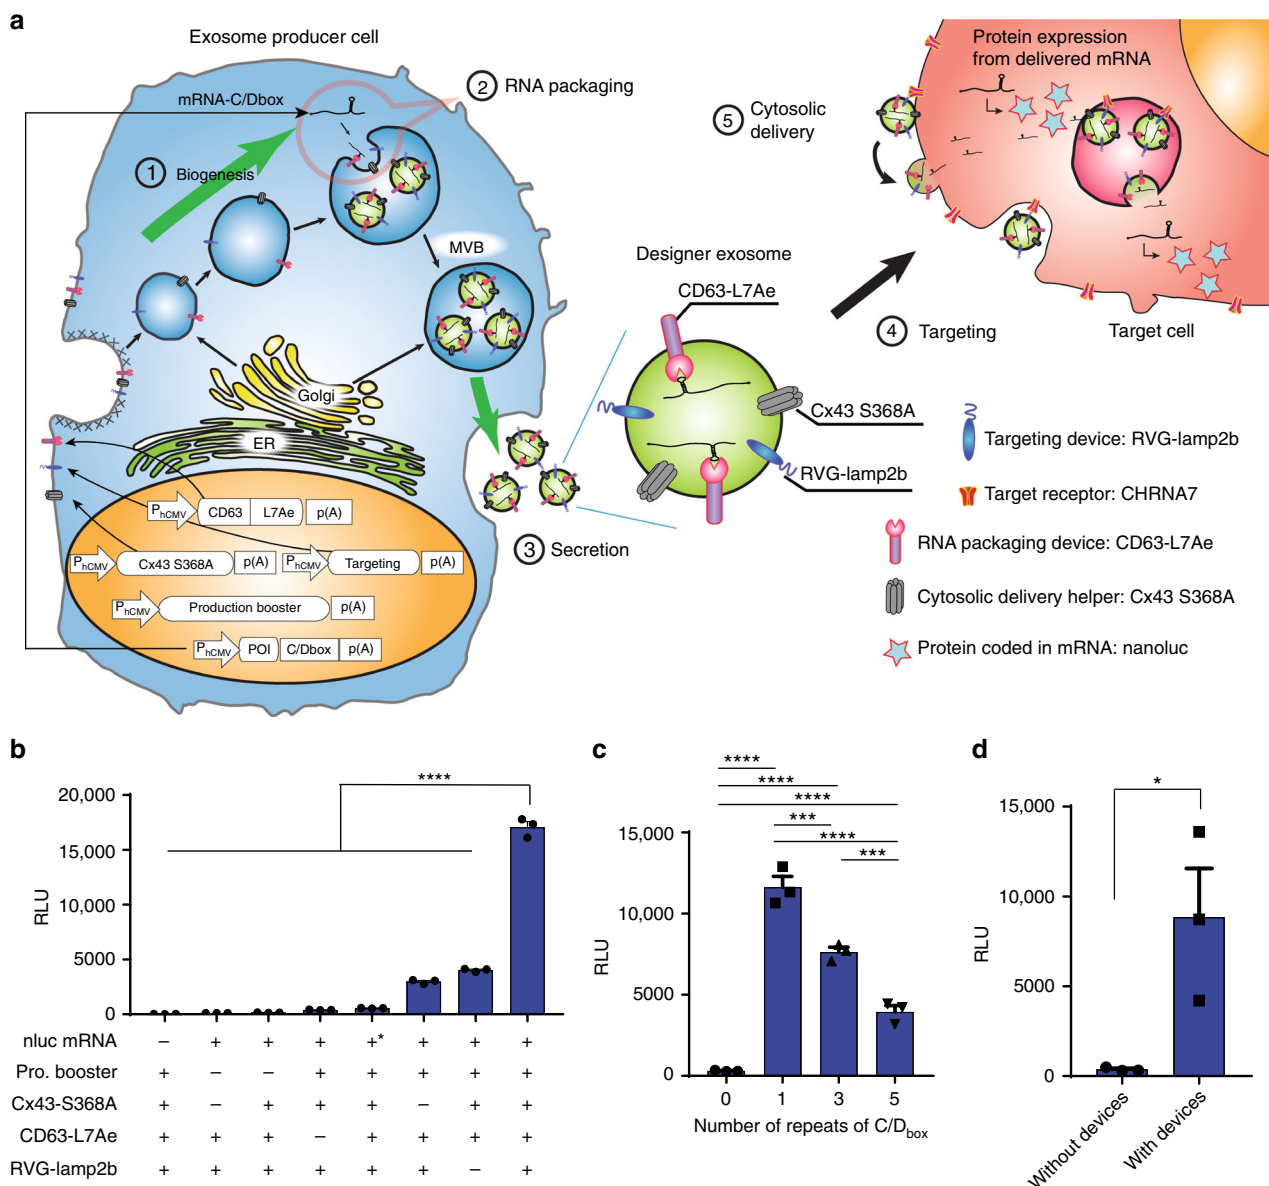 a
Exosome producer cell
mRNA-C/Dbox
2 RNA packaging
1 Biogenesis
MVB
Golgi
ER
PhCMV CD63 L7Ae p(A)
PhCMV Cx43 S368A p(A) PhCMV Targeting p(A)
PhCMV Production booster p(A)
PhCMV POI C/Dbox p(A)
3 Secretion
Designer exosome
CD63-L7Ae
Cx43 S368A
RVG-lamp2b
4 Targeting
5 Cytosolic
delivery
Protein expression
from delivered mRNA
Target cell
Targeting device: RVG-lamp2b
Target receptor: CHRNA7
RNA packaging device: CD63-L7Ae
Cytosolic delivery helper: Cx43 S368A
Protein coded in mRNA: nanoluc
b
****
20,000
15,000
10,000
5000
0
RLU
nluc mRNA − + + + +* + + +
Pro. booster + − − + + + + +
Cx43-S368A + − + + + − + +
CD63-L7Ae + + + − + + + +
RVG-lamp2b + + + + + + − +
c
****
****
****
***
****
***
15,000
10,000
5000
0
RLU
0 1 3 5
Number of repeats of C/Dbox
d
*
15,000
10,000
5000
0
RLU
Without devices
With devices